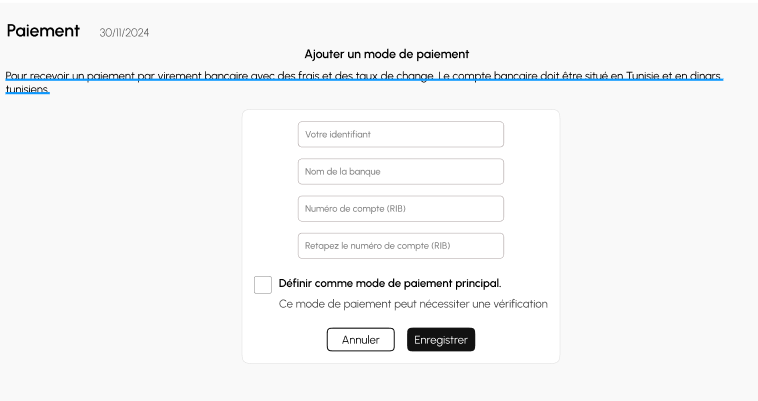 Paiement 30/11/2024
Ajouter un mode de paiement
Pour recevoir un paiement par virement bancaire avec des frais et des taux de change. Le compte bancaire doit être situé en Tunisie et en dinars
tunisiens.
Votre identifiant
Nom de la banque
Numéro de compte (RIB)
Retapez le numéro de compte (RIB)
Définir comme mode de paiement principal.
Ce mode de paiement peut nécessiter une vérification
Annuler Enregistrer